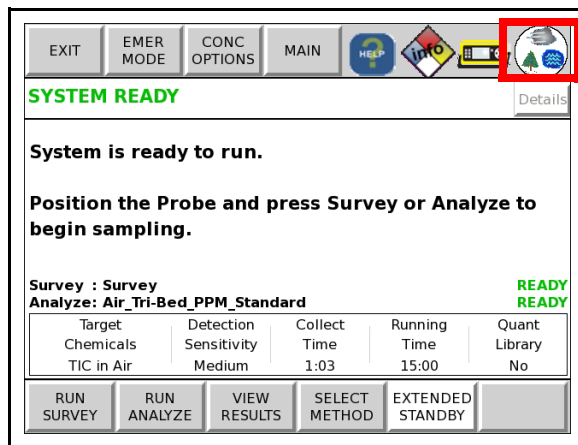 EXIT
EMER
MODE
CONC
OPTIONS
MAIN
HELP
info
SYSTEM READY
Details
System is ready to run.
Position the Probe and press Survey or Analyze to
begin sampling.
Survey : Survey READY
Analyze: Air_Tri-Bed_PPM_Standard READY
Target Detection Collect Running Quant
Chemicals Sensitivity Time Time Library
TIC in Air Medium 1:03 15:00 No
RUN
SURVEY
RUN
ANALYZE
VIEW
RESULTS
SELECT
METHOD
EXTENDED
STANDBY